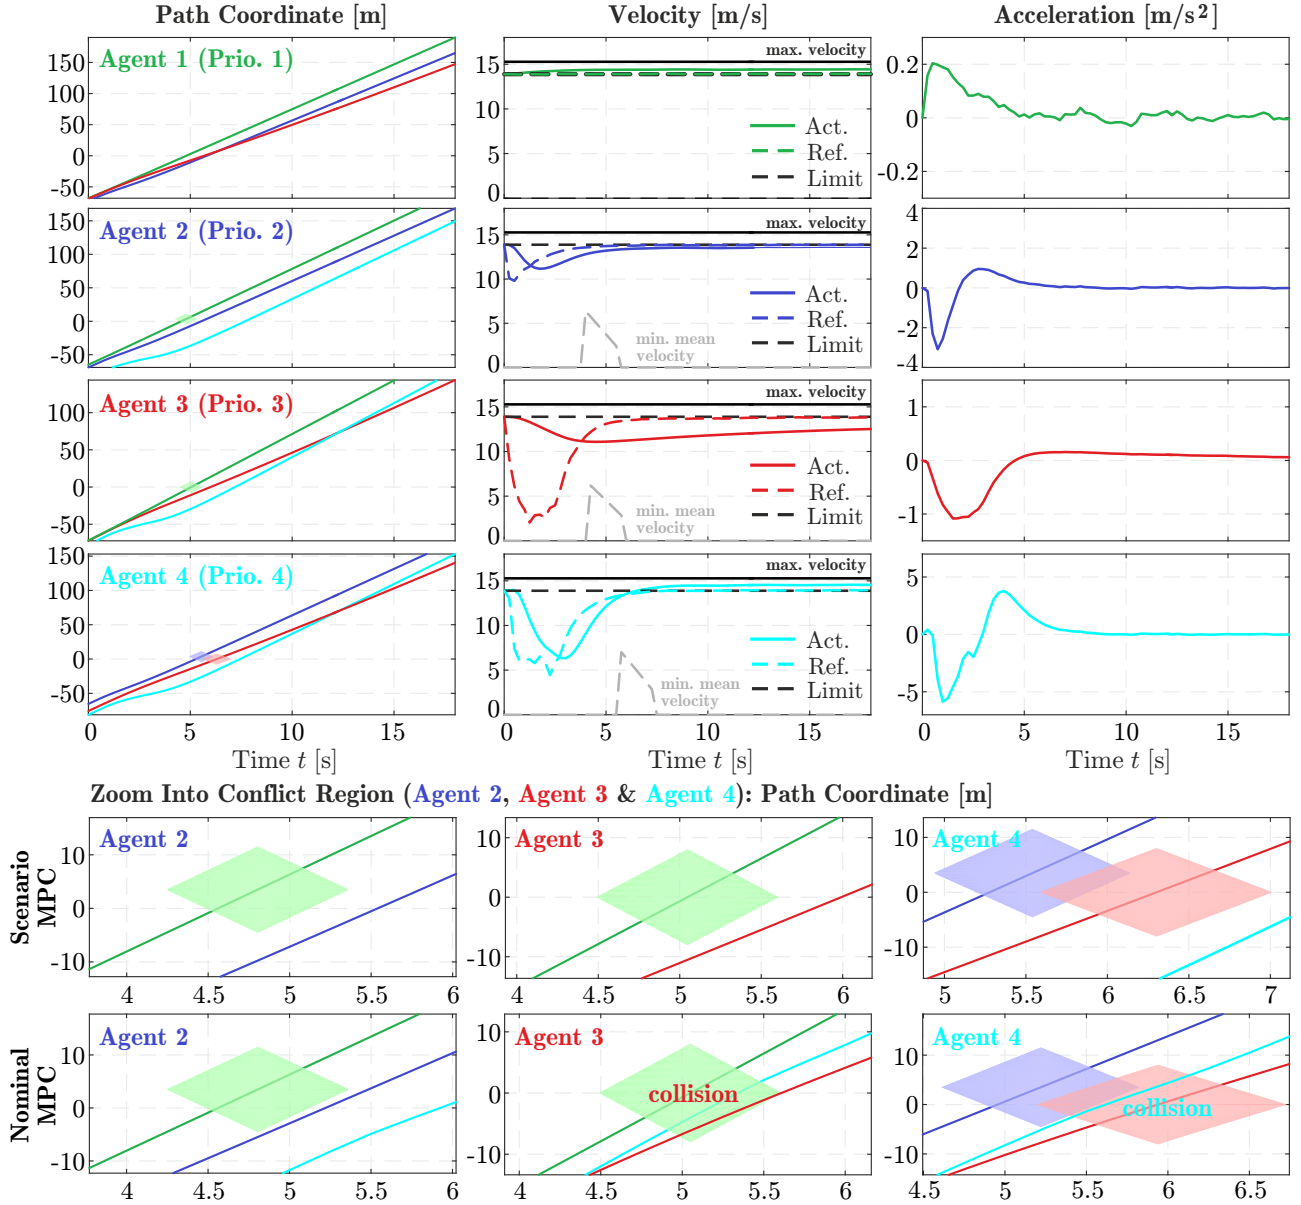 Path Coordinate [m]
Velocity [m/s]
Acceleration [m/s²]
Agent 1 (Prio. 1)
150
100
50
0
-50
max. velocity
15
10
5
0
Act.
Ref.
Limit
0.2
0
-0.2
Agent 2 (Prio. 2)
150
100
50
0
-50
max. velocity
15
10
5
0
Act.
Ref.
Limit
min. mean
velocity
4
2
0
-2
-4
Agent 3 (Prio. 3)
100
50
0
-50
max. velocity
15
10
5
0
Act.
Ref.
Limit
min. mean
velocity
1
0
-1
Agent 4 (Prio. 4)
150
100
50
0
-50
0 5 10 15
Time t [s]
max. velocity
15
10
5
0
Act.
Ref.
Limit
min. mean
velocity
0 5 10 15
Time t [s]
5
0
-5
0 5 10 15
Time t [s]
Zoom Into Conflict Region (Agent 2, Agent 3 & Agent 4): Path Coordinate [m]
Scenario
MPC
Agent 2
10
0
-10
4 4.5 5 5.5 6
Agent 3
10
0
-10
4 4.5 5 5.5 6
Agent 4
10
0
-10
5 5.5 6 6.5 7
Nominal
MPC
Agent 2
10
0
-10
4 4.5 5 5.5 6
Agent 3
collision
10
0
-10
4 4.5 5 5.5 6
Agent 4
collision
10
0
-10
4.5 5 5.5 6 6.5